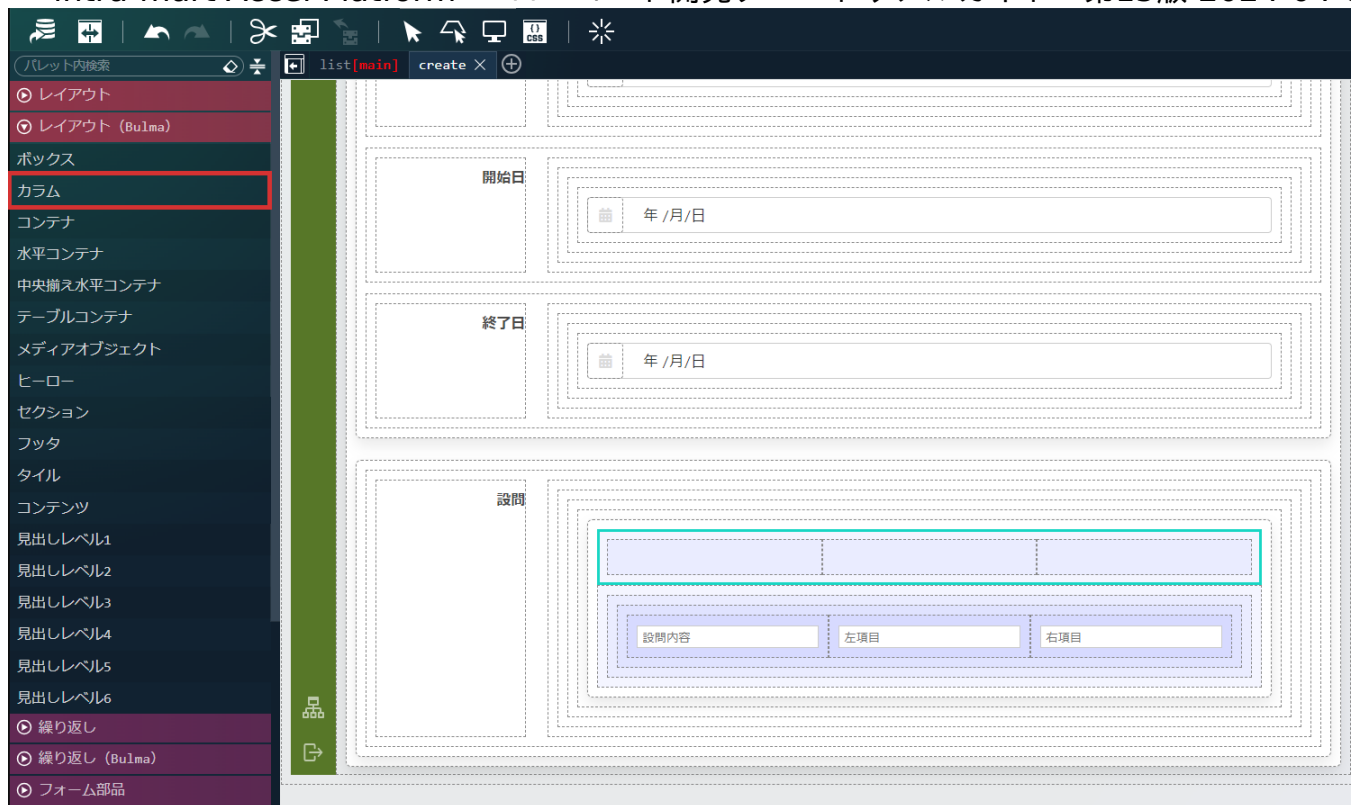 パレット内検索
list[main]
create
{}
CSS
レイアウト
レイアウト（Bulma）
ボックス
カラム
コンテナ
水平コンテナ
中央揃え水平コンテナ
テーブルコンテナ
メディアオブジェクト
ヒーロー
セクション
フッタ
タイル
コンテンツ
見出しレベル1
見出しレベル2
見出しレベル3
見出しレベル4
見出しレベル5
見出しレベル6
繰り返し
繰り返し（Bulma）
フォーム部品
開始日
年 /月/日
終了日
年 /月/日
設問
設問内容
左項目
右項目